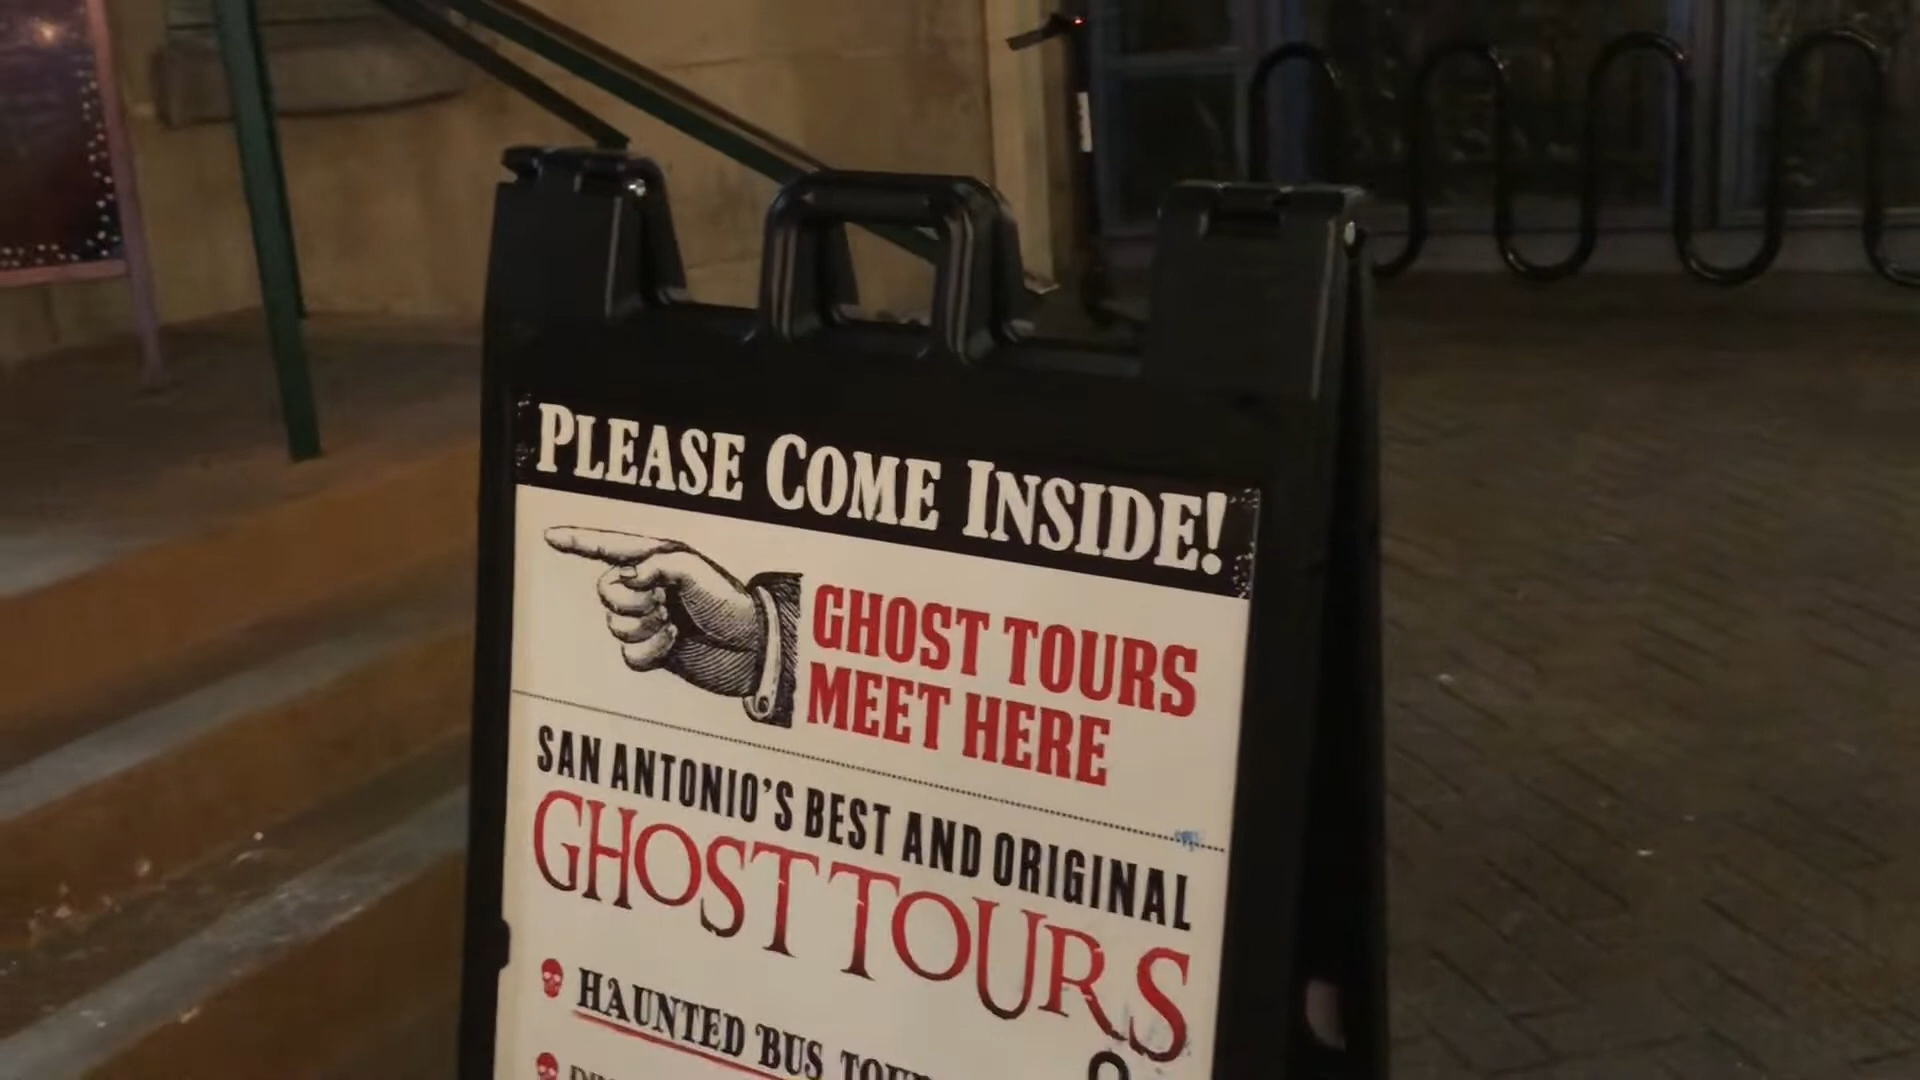 PLEASE COME INSIDE!
GHOST TOURS
MEET HERE
SAN ANTONIO'S BEST AND ORIGINAL
GHOST TOURS
HAUNTED BUS